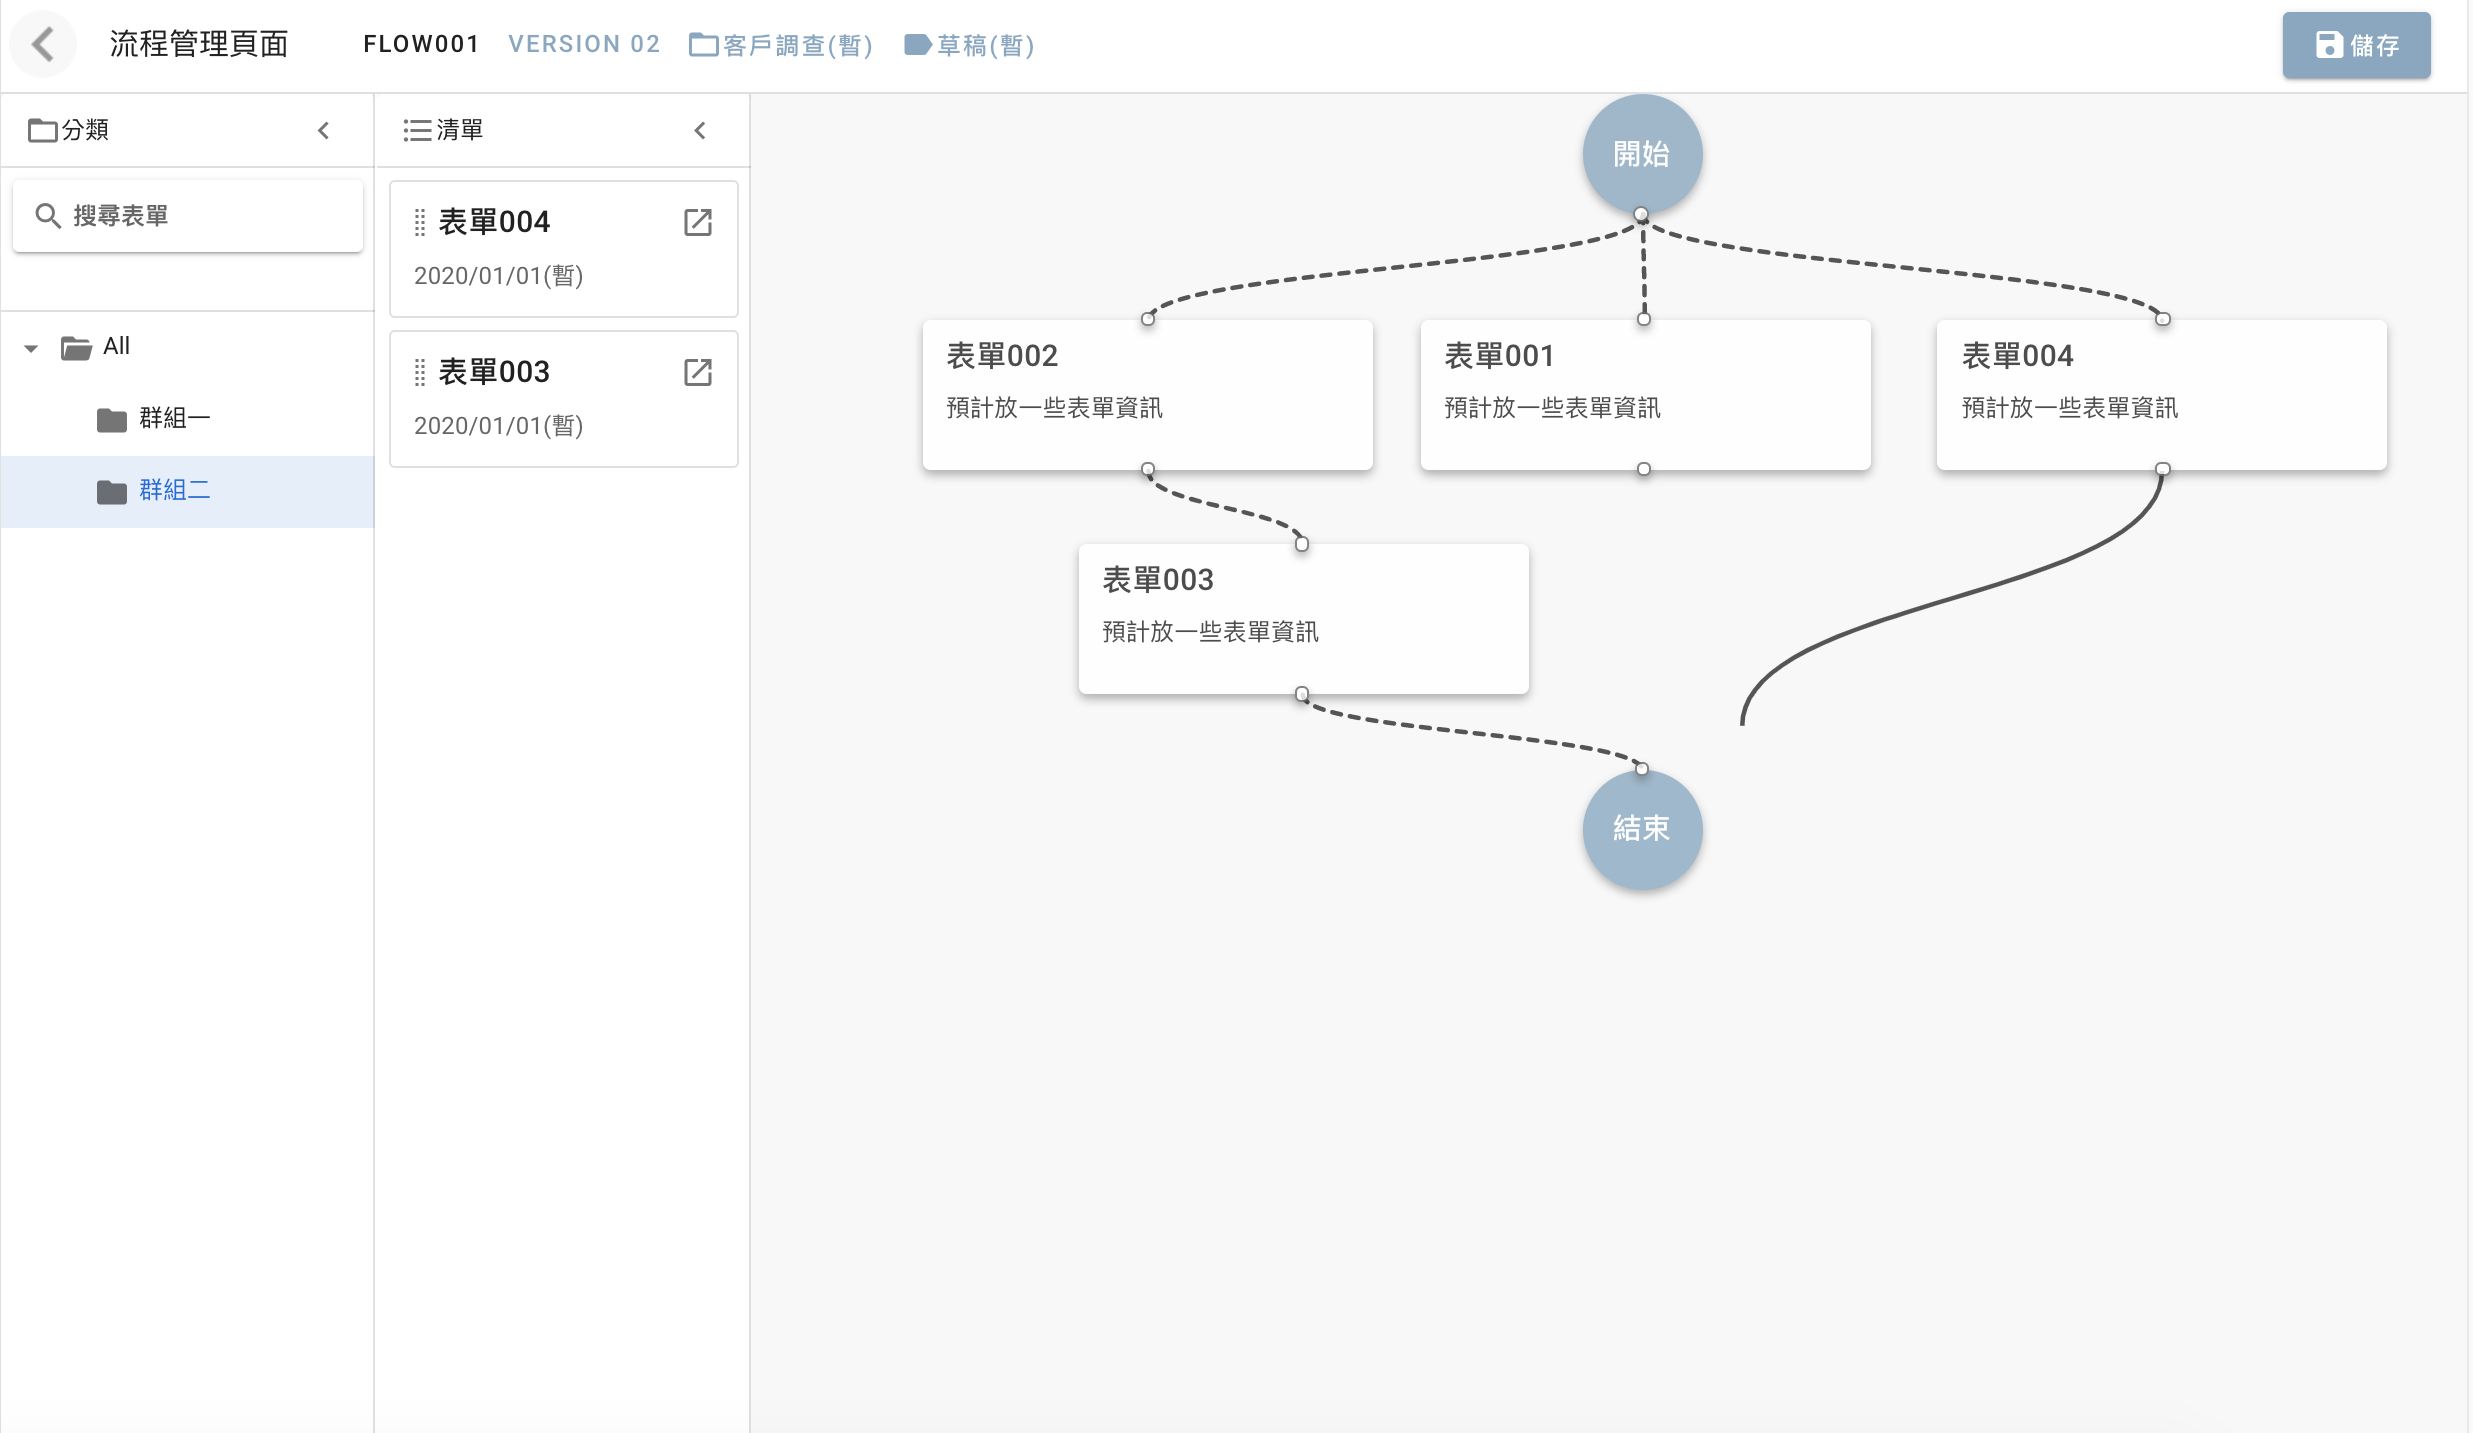 流程管理頁面 FLOW001 VERSION 02 客戶調查(暫) 草稿(暫) 儲存
分類
搜尋表單
All
群組一
群組二
清單
表單004
2020/01/01(暫)
表單003
2020/01/01(暫)
開始
表單002
預計放一些表單資訊
表單001
預計放一些表單資訊
表單004
預計放一些表單資訊
表單003
預計放一些表單資訊
結束